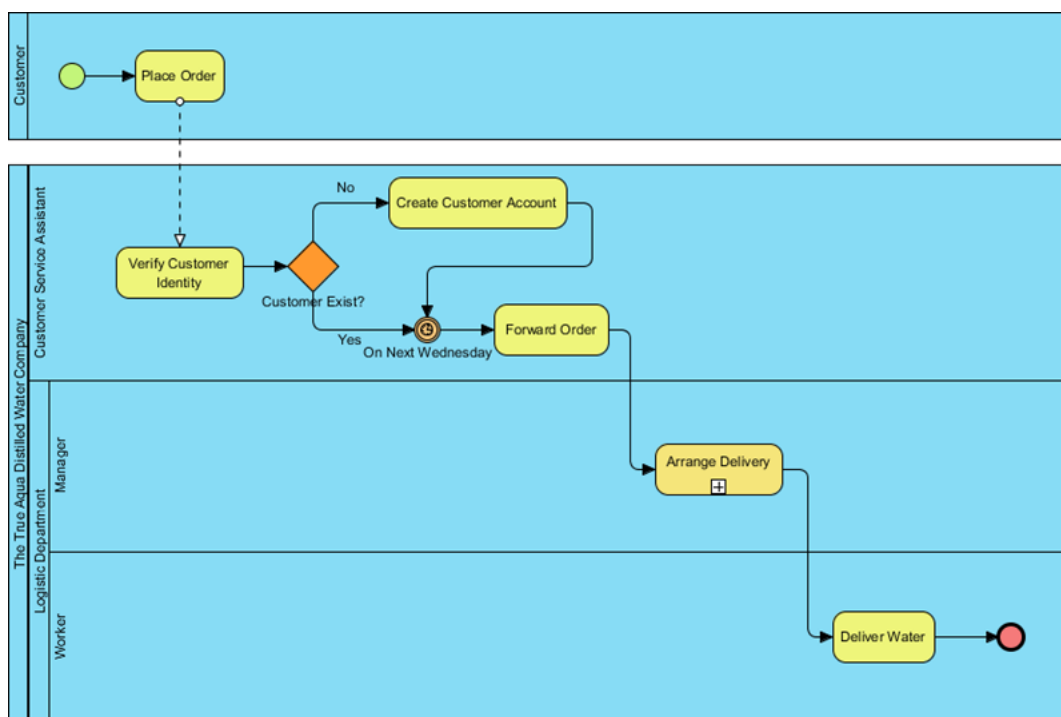 Customer
Place Order
The True Aqua Distilled Water Company
Customer Service Assistant
No
Create Customer Account
Verify Customer
Identity
Customer Exist?
Yes
On Next Wednesday
Forward Order
Logistic Department
Manager
Arrange Delivery
Worker
Deliver Water